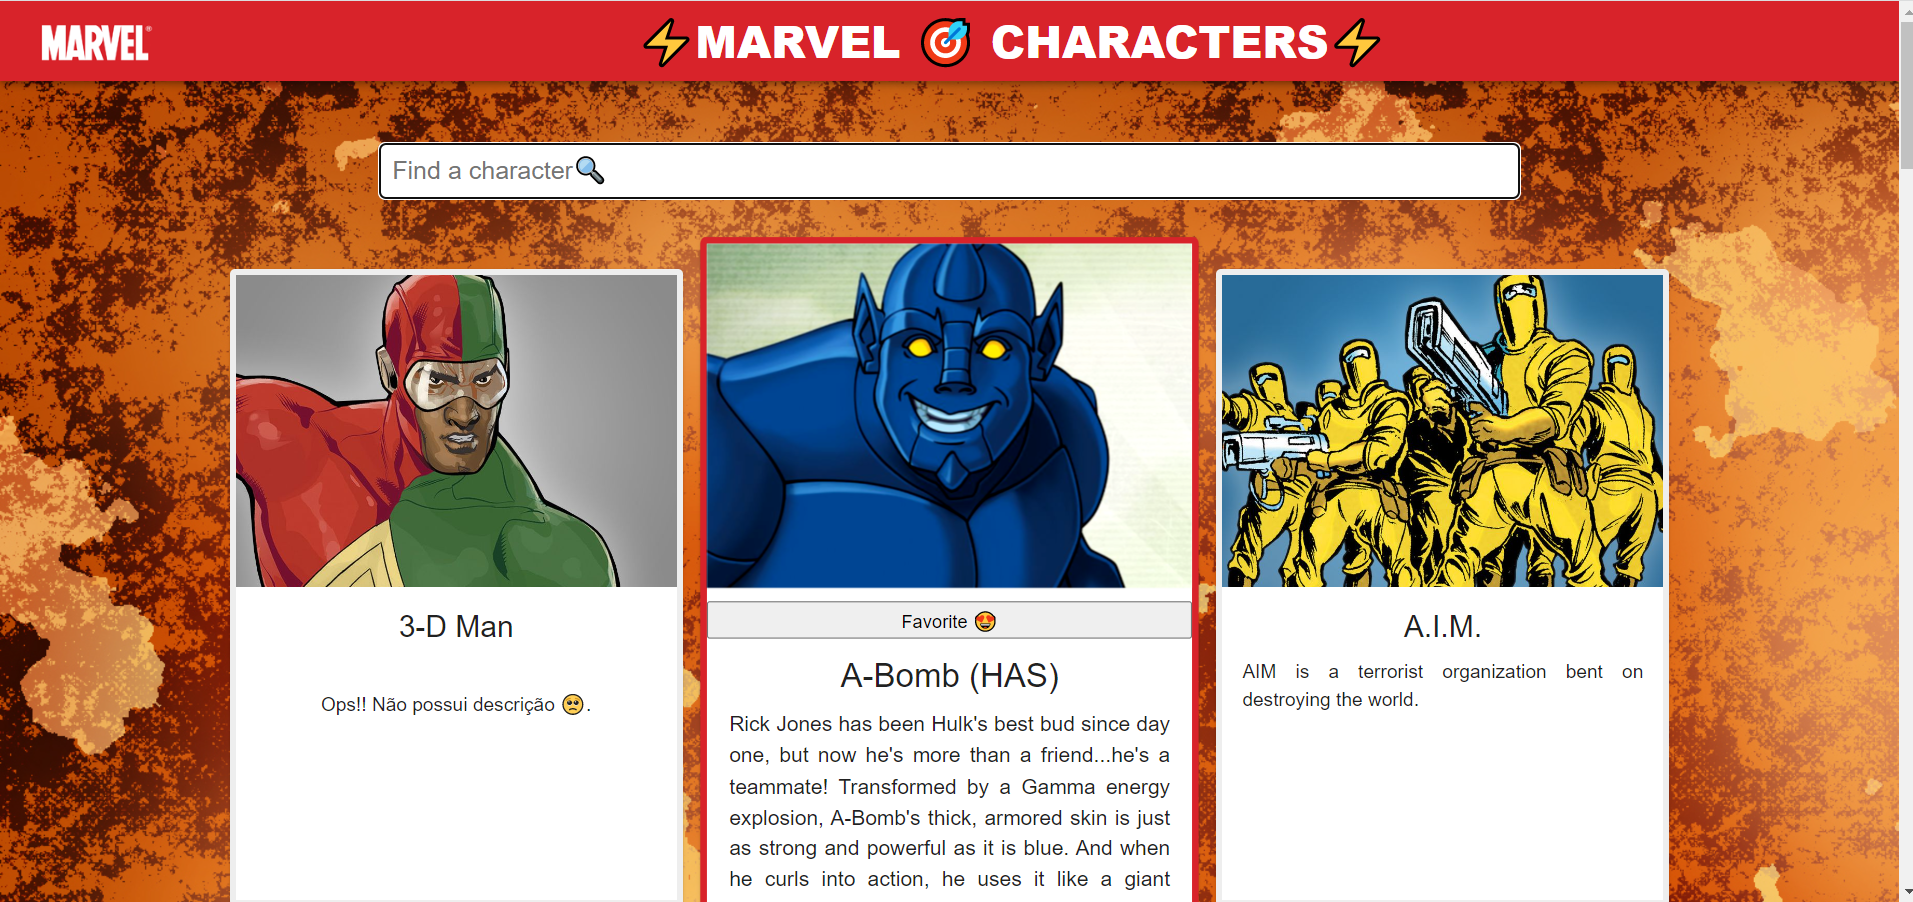 MARVEL
⚡MARVEL 🎯 CHARACTERS⚡
Find a character🔍
3-D Man
Ops!! Não possui descrição 🥺.
Favorite 😍
A-Bomb (HAS)
Rick Jones has been Hulk's best bud since day
one, but now he's more than a friend...he's a
teammate! Transformed by a Gamma energy
explosion, A-Bomb's thick, armored skin is just
as strong and powerful as it is blue. And when
he curls into action, he uses it like a giant
A.I.M.
AIM is a terrorist organization bent on
destroying the world.